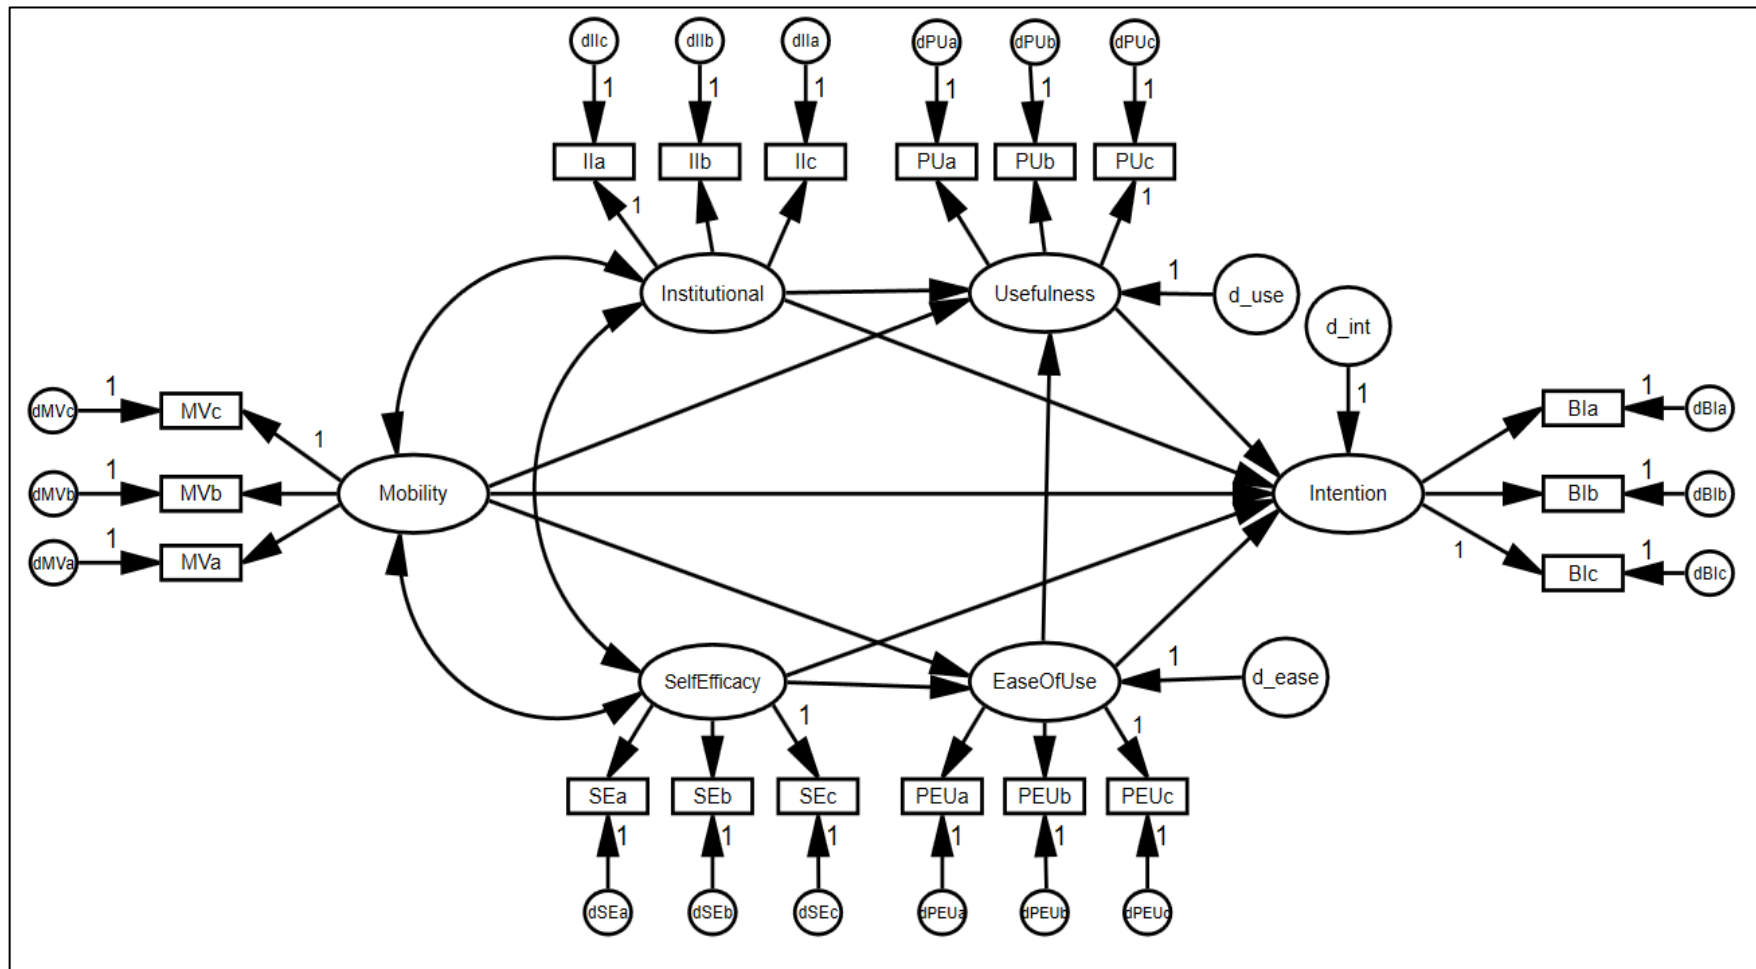 dIIc dIIb dIIa dPUa dPUb dPUc
1 1 1 1 1 1
IIa IIb IIc PUa PUb PUc
1 1
Institutional Usefulness 1 d_use
d_int
1
1 MVc dMVc
1
BIa 1 dBIa
1 MVb dMVb
Mobility Intention
BIb 1 dBIb
1 MVa dMVa
1
BIc 1 dBIc
SelfEfficacy EaseOfUse 1 d_ease
1 1
SEa SEb SEc PEUa PEUb PEUc
1 1 1 1 1 1
dSEa dSEb dSEc dPEUa dPEUb dPEUc